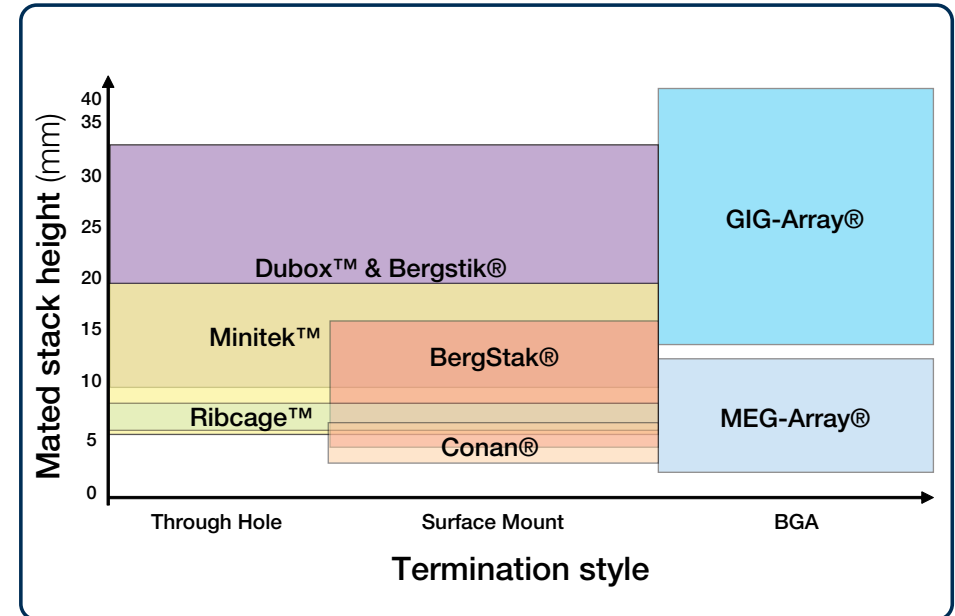 Mated stack height (mm)
40
35
30
25
20
15
10
5
0
GIG-Array®
Dubox™ & Bergstik®
Minitek™
BergStak®
Ribcage™
MEG-Array®
Conan®
Through Hole
Surface Mount
BGA
Termination style